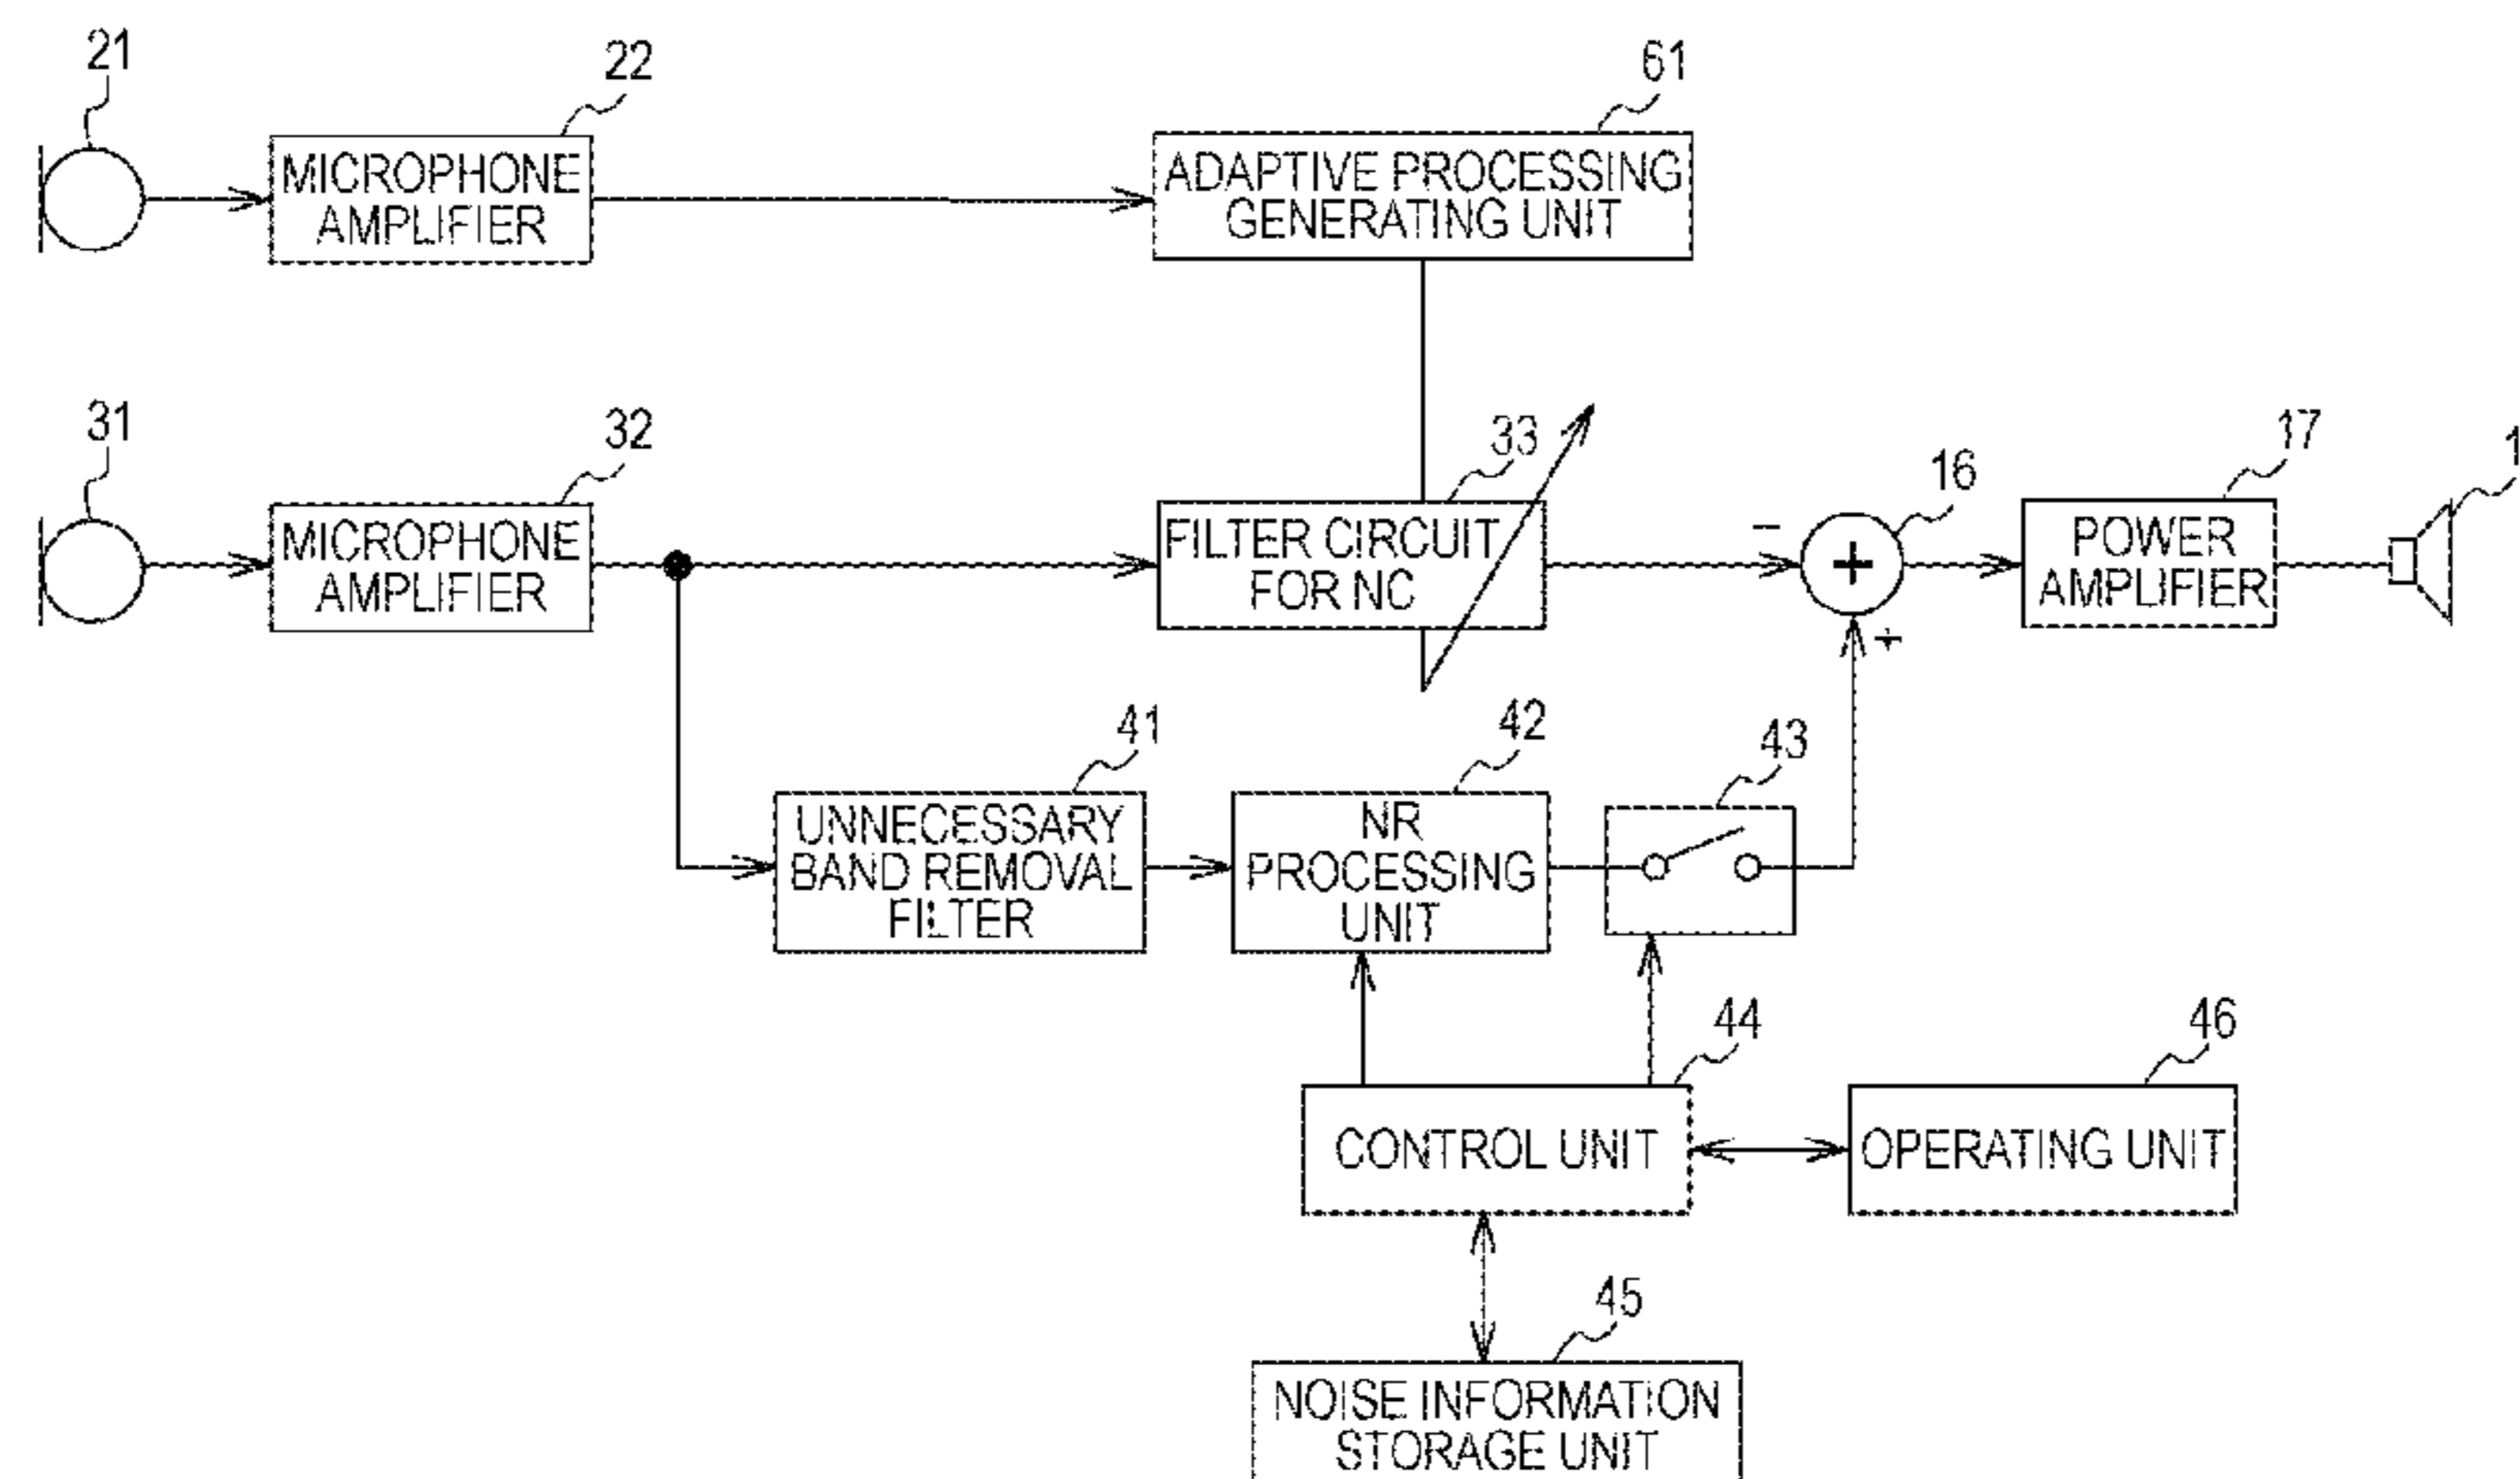 21
22
61
MICROPHONE
AMPLIFIER
ADAPTIVE PROCESSING
GENERATING UNIT
31
32
33
16
17
1
MICROPHONE
AMPLIFIER
FILTER CIRCUIT
FOR NC
−
+
+
POWER
AMPLIFIER
41
42
43
UNNECESSARY
BAND REMOVAL
FILTER
NR
PROCESSING
UNIT
44
46
CONTROL UNIT
OPERATING UNIT
45
NOISE INFORMATION
STORAGE UNIT